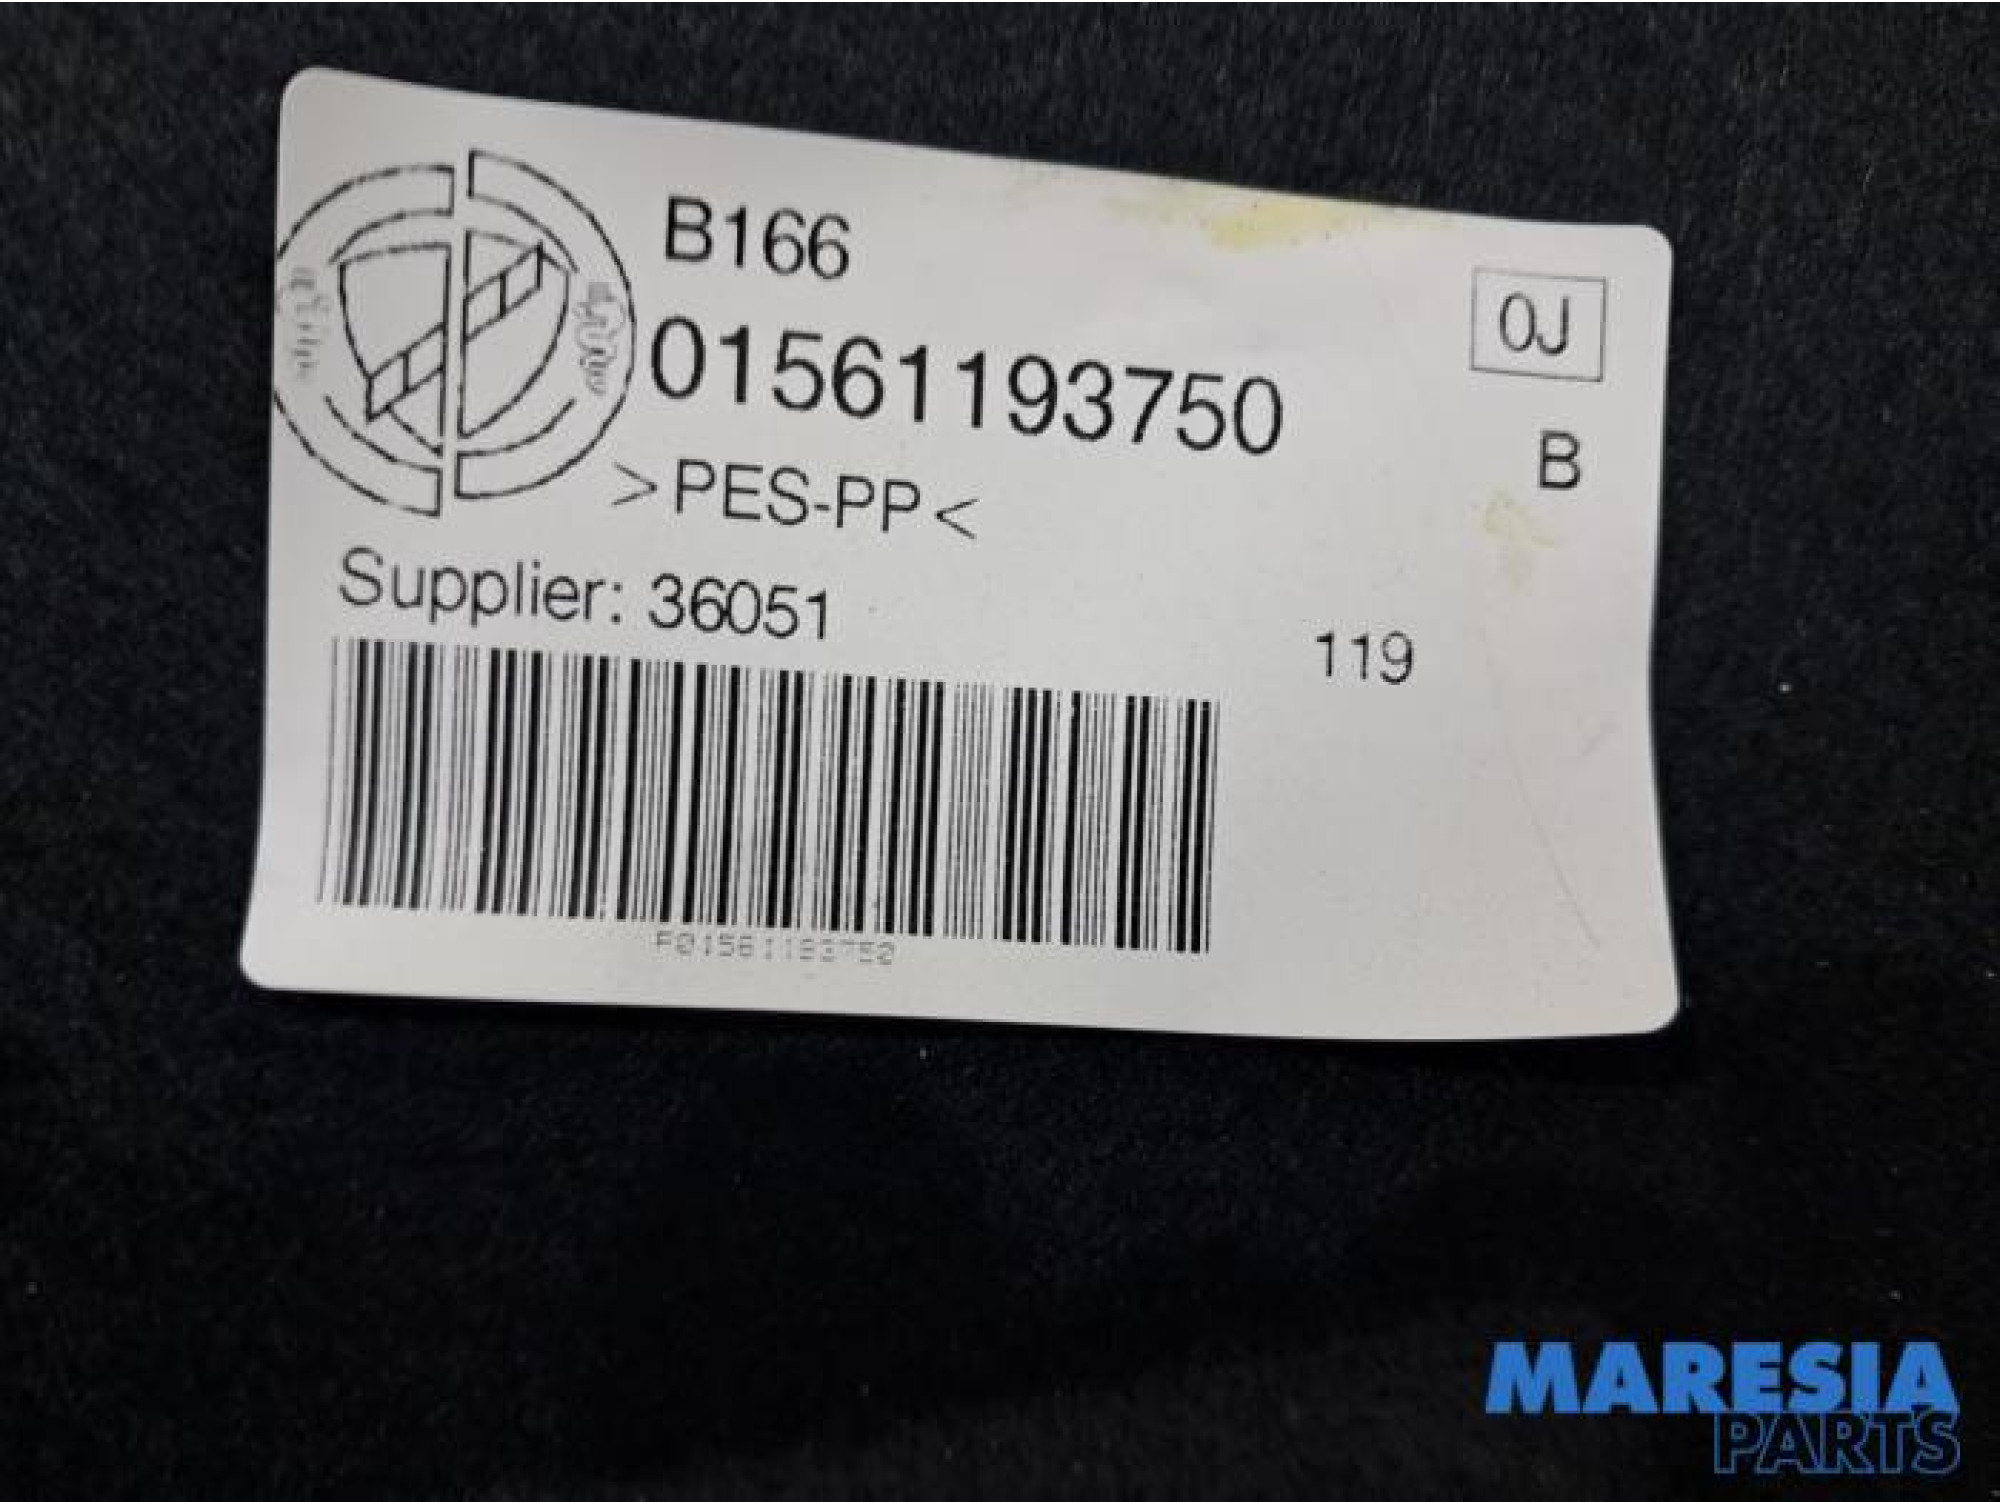 B166
01561193750
>PES-PP<
Supplier: 36051
0J
B
119
MARESIA
PARTS